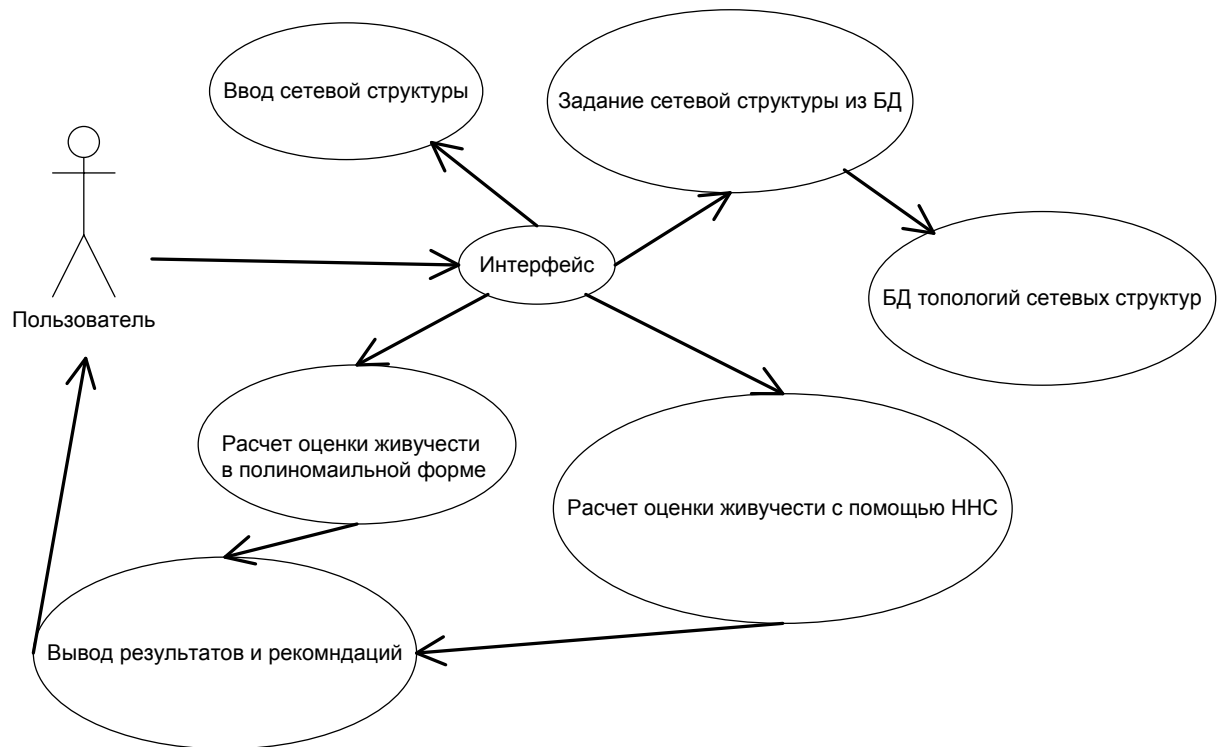 Ввод сетевой структуры
Задание сетевой структуры из БД
Интерфейс
БД топологий сетевых структур
Пользователь
Расчет оценки живучести
в полиномаильной форме
Расчет оценки живучести с помощью ННС
Вывод результатов и рекомндаций